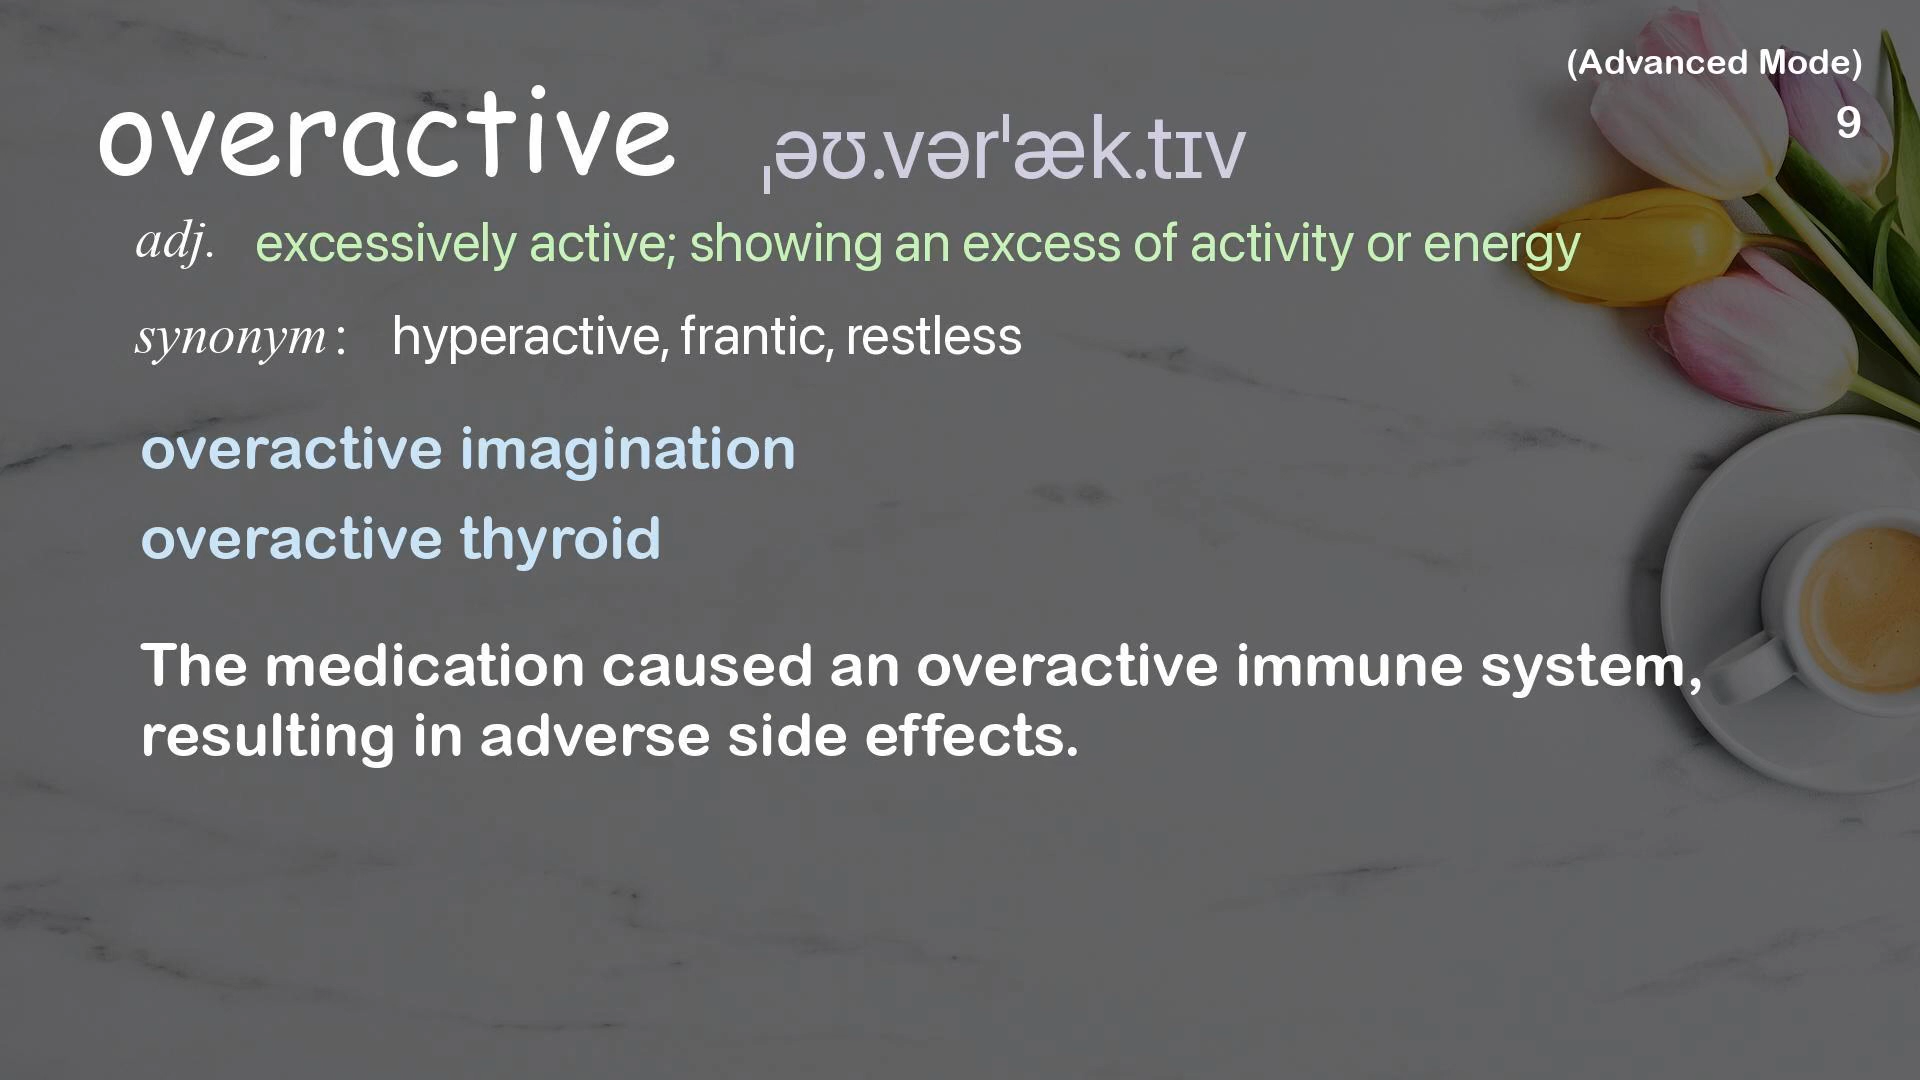 (Advanced Mode)
overactive ˌəʊ.vərˈæk.tɪv
9
adj. excessively active; showing an excess of activity or energy
synonym: hyperactive, frantic, restless
overactive imagination
overactive thyroid
The medication caused an overactive immune system,
resulting in adverse side effects.